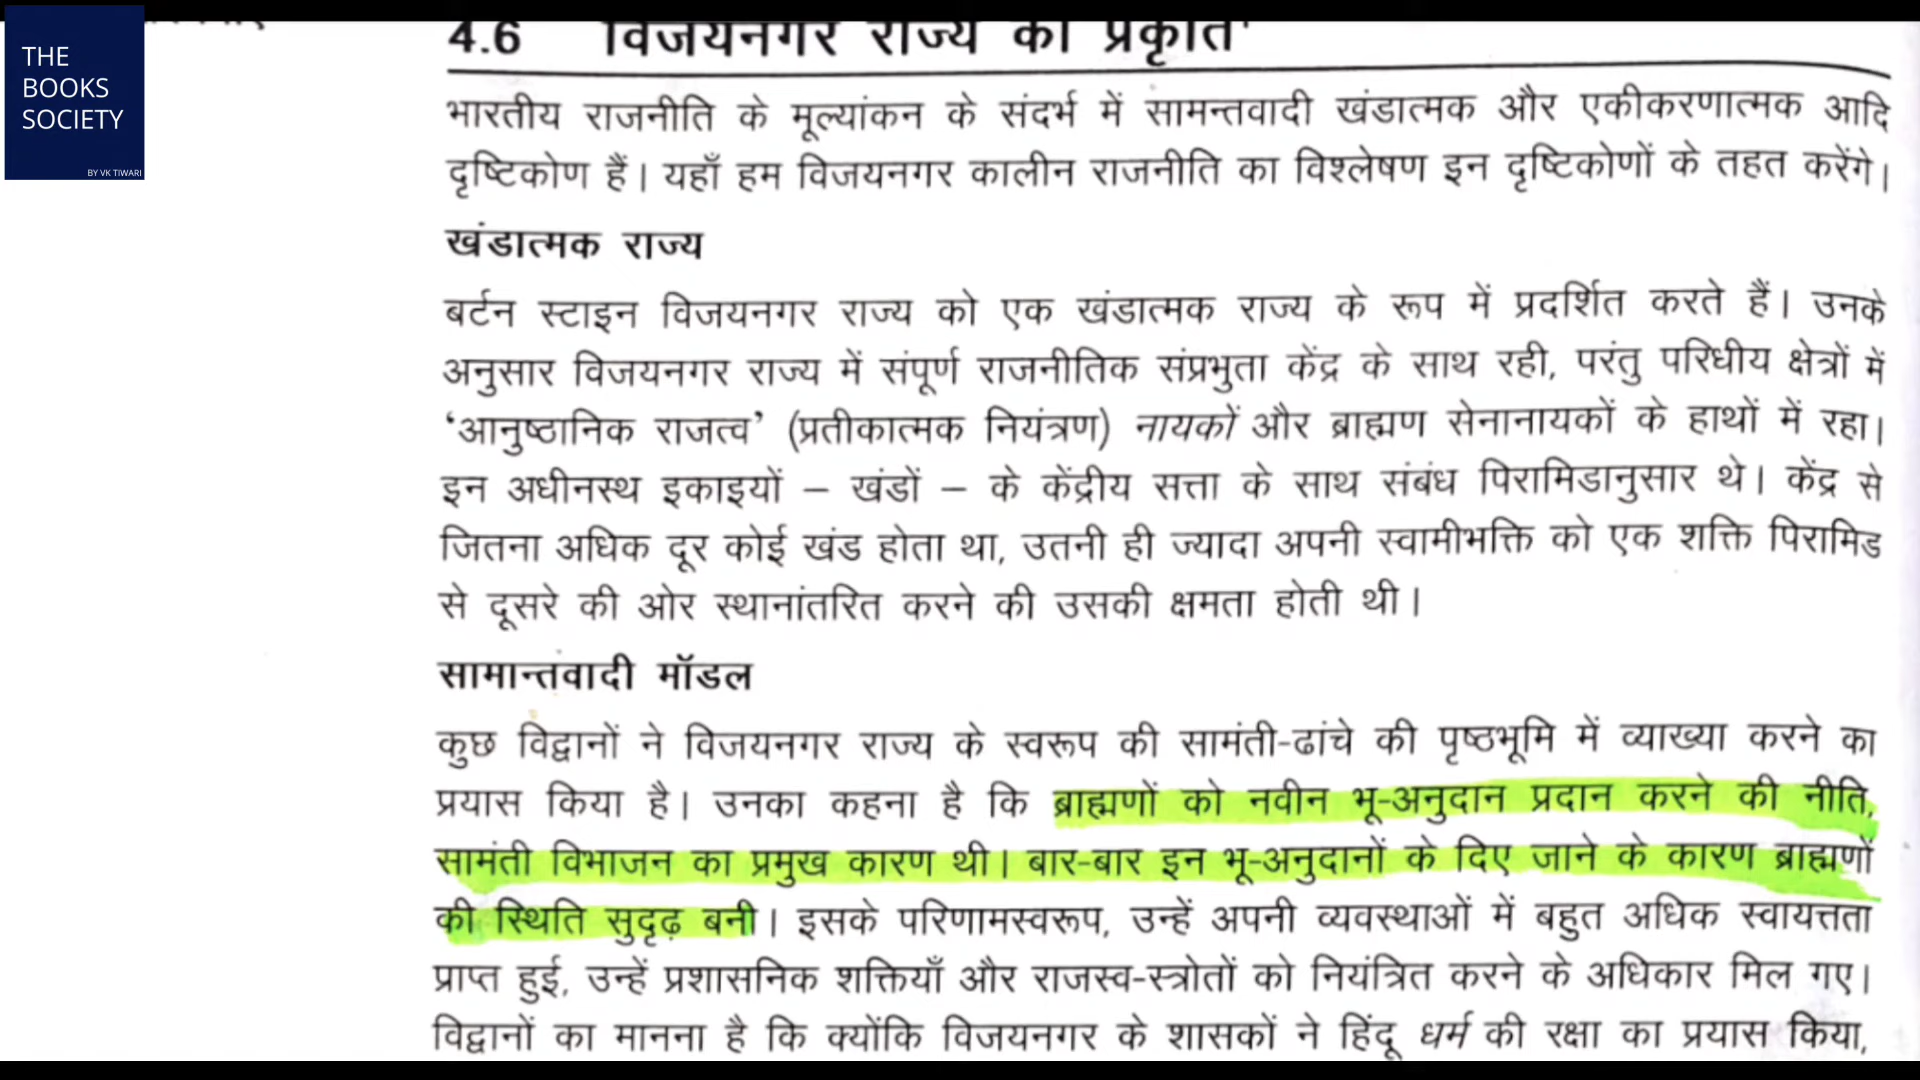 THE
BOOKS
SOCIETY
BY VK TIWARI
4.6 विजयनगर राज्य की प्रकृति
भारतीय राजनीति के मूल्यांकन के संदर्भ में सामन्तवादी खंडात्मक और एकीकरणात्मक आदि
दृष्टिकोण हैं। यहाँ हम विजयनगर कालीन राजनीति का विश्लेषण इन दृष्टिकोणों के तहत करेंगे।
खंडात्मक राज्य
बर्टन स्टाइन विजयनगर राज्य को एक खंडात्मक राज्य के रूप में प्रदर्शित करते हैं। उनके
अनुसार विजयनगर राज्य में संपूर्ण राजनीतिक संप्रभुता केंद्र के साथ रही, परंतु परिधीय क्षेत्रों में
‘आनुष्ठानिक राजत्व’ (प्रतीकात्मक नियंत्रण) नायकों और ब्राह्मण सेनानायकों के हाथों में रहा।
इन अधीनस्थ इकाइयों – खंडों – के केंद्रीय सत्ता के साथ संबंध पिरामिडानुसार थे। केंद्र से
जितना अधिक दूर कोई खंड होता था, उतनी ही ज्यादा अपनी स्वामीभक्ति को एक शक्ति पिरामिड
से दूसरे की ओर स्थानांतरित करने की उसकी क्षमता होती थी।
सामान्तवादी मॉडल
कुछ विद्वानों ने विजयनगर राज्य के स्वरूप की सामंती-ढांचे की पृष्ठभूमि में व्याख्या करने का
प्रयास किया है। उनका कहना है कि ब्राह्मणों को नवीन भू-अनुदान प्रदान करने की नीति,
सामंती विभाजन का प्रमुख कारण थी। बार-बार इन भू-अनुदानों के दिए जाने के कारण ब्राह्मणों
की स्थिति सुदृढ़ बनी। इसके परिणामस्वरूप, उन्हें अपनी व्यवस्थाओं में बहुत अधिक स्वायत्तता
प्राप्त हुई, उन्हें प्रशासनिक शक्तियाँ और राजस्व-स्त्रोतों को नियंत्रित करने के अधिकार मिल गए।
विद्वानों का मानना है कि क्योंकि विजयनगर के शासकों ने हिंदू धर्म की रक्षा का प्रयास किया,